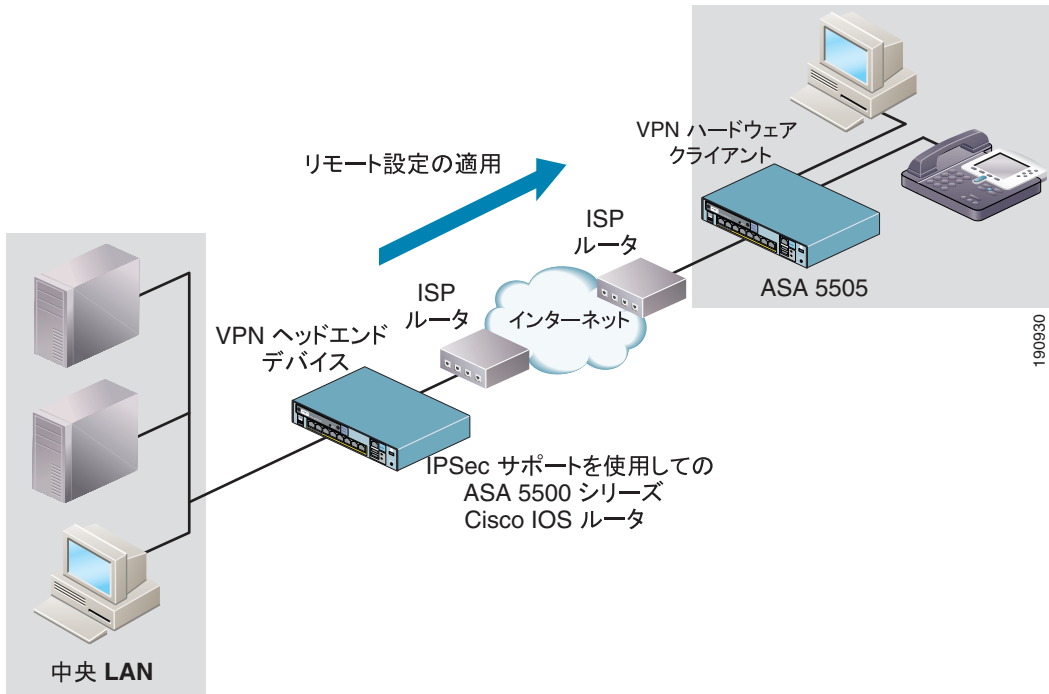 VPN ハードウェア
クライアント
リモート設定の適用
ISP
ルータ
ASA 5505
ISP
ルータ
インターネット
VPN ヘッドエンド
デバイス
190930
IPSec サポートを使用しての
ASA 5500 シリーズ
Cisco IOS ルータ
中央 LAN